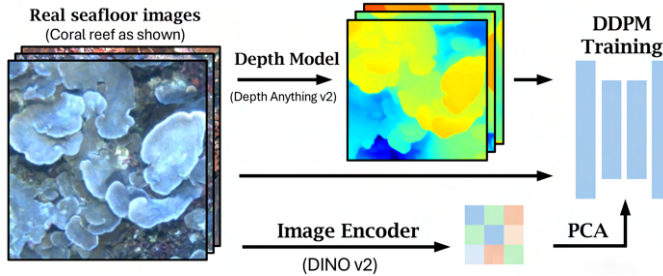 Real seafloor images
(Coral reef as shown)
Depth Model
(Depth Anything v2)
DDPM
Training
Image Encoder
(DINO v2)
PCA